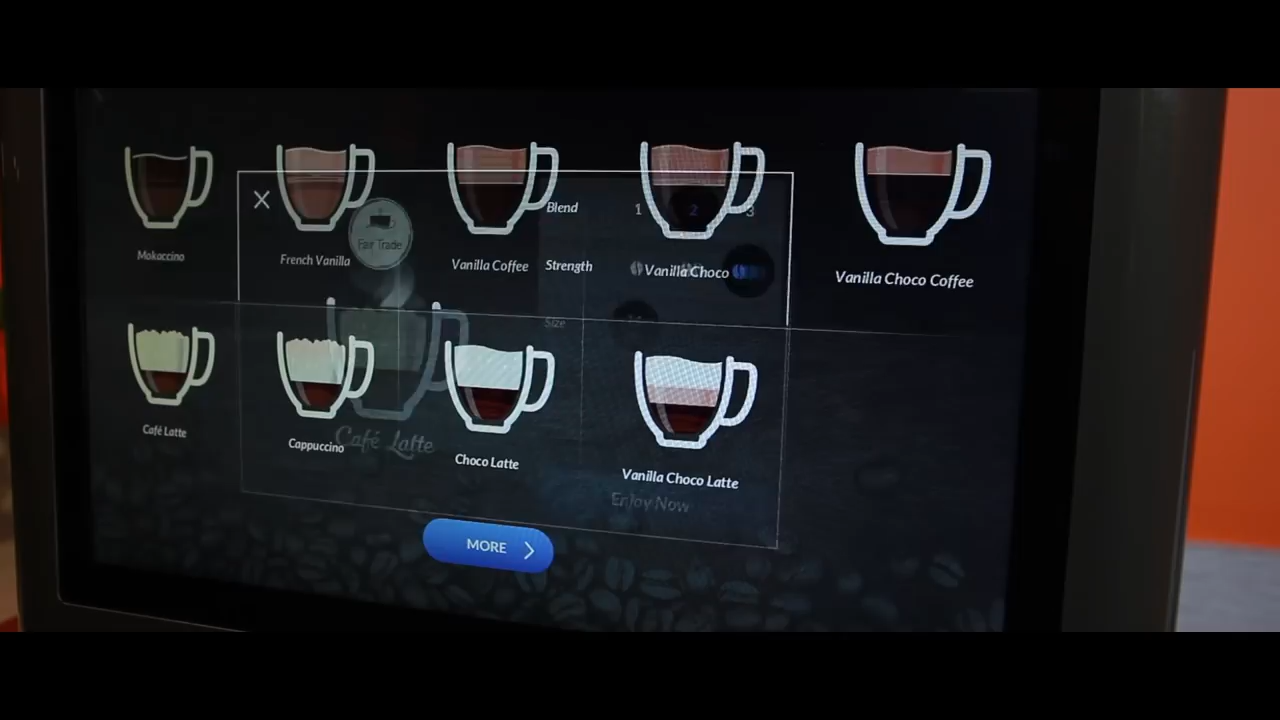 Mokaccino
French Vanilla
Vanilla Coffee
Vanilla Choco
Vanilla Choco Coffee
Fair Trade
Blend
1 2 3
Strength
Size
Café Latte
Cappuccino
Choco Latte
Vanilla Choco Latte
Café Latte
Enjoy Now
MORE